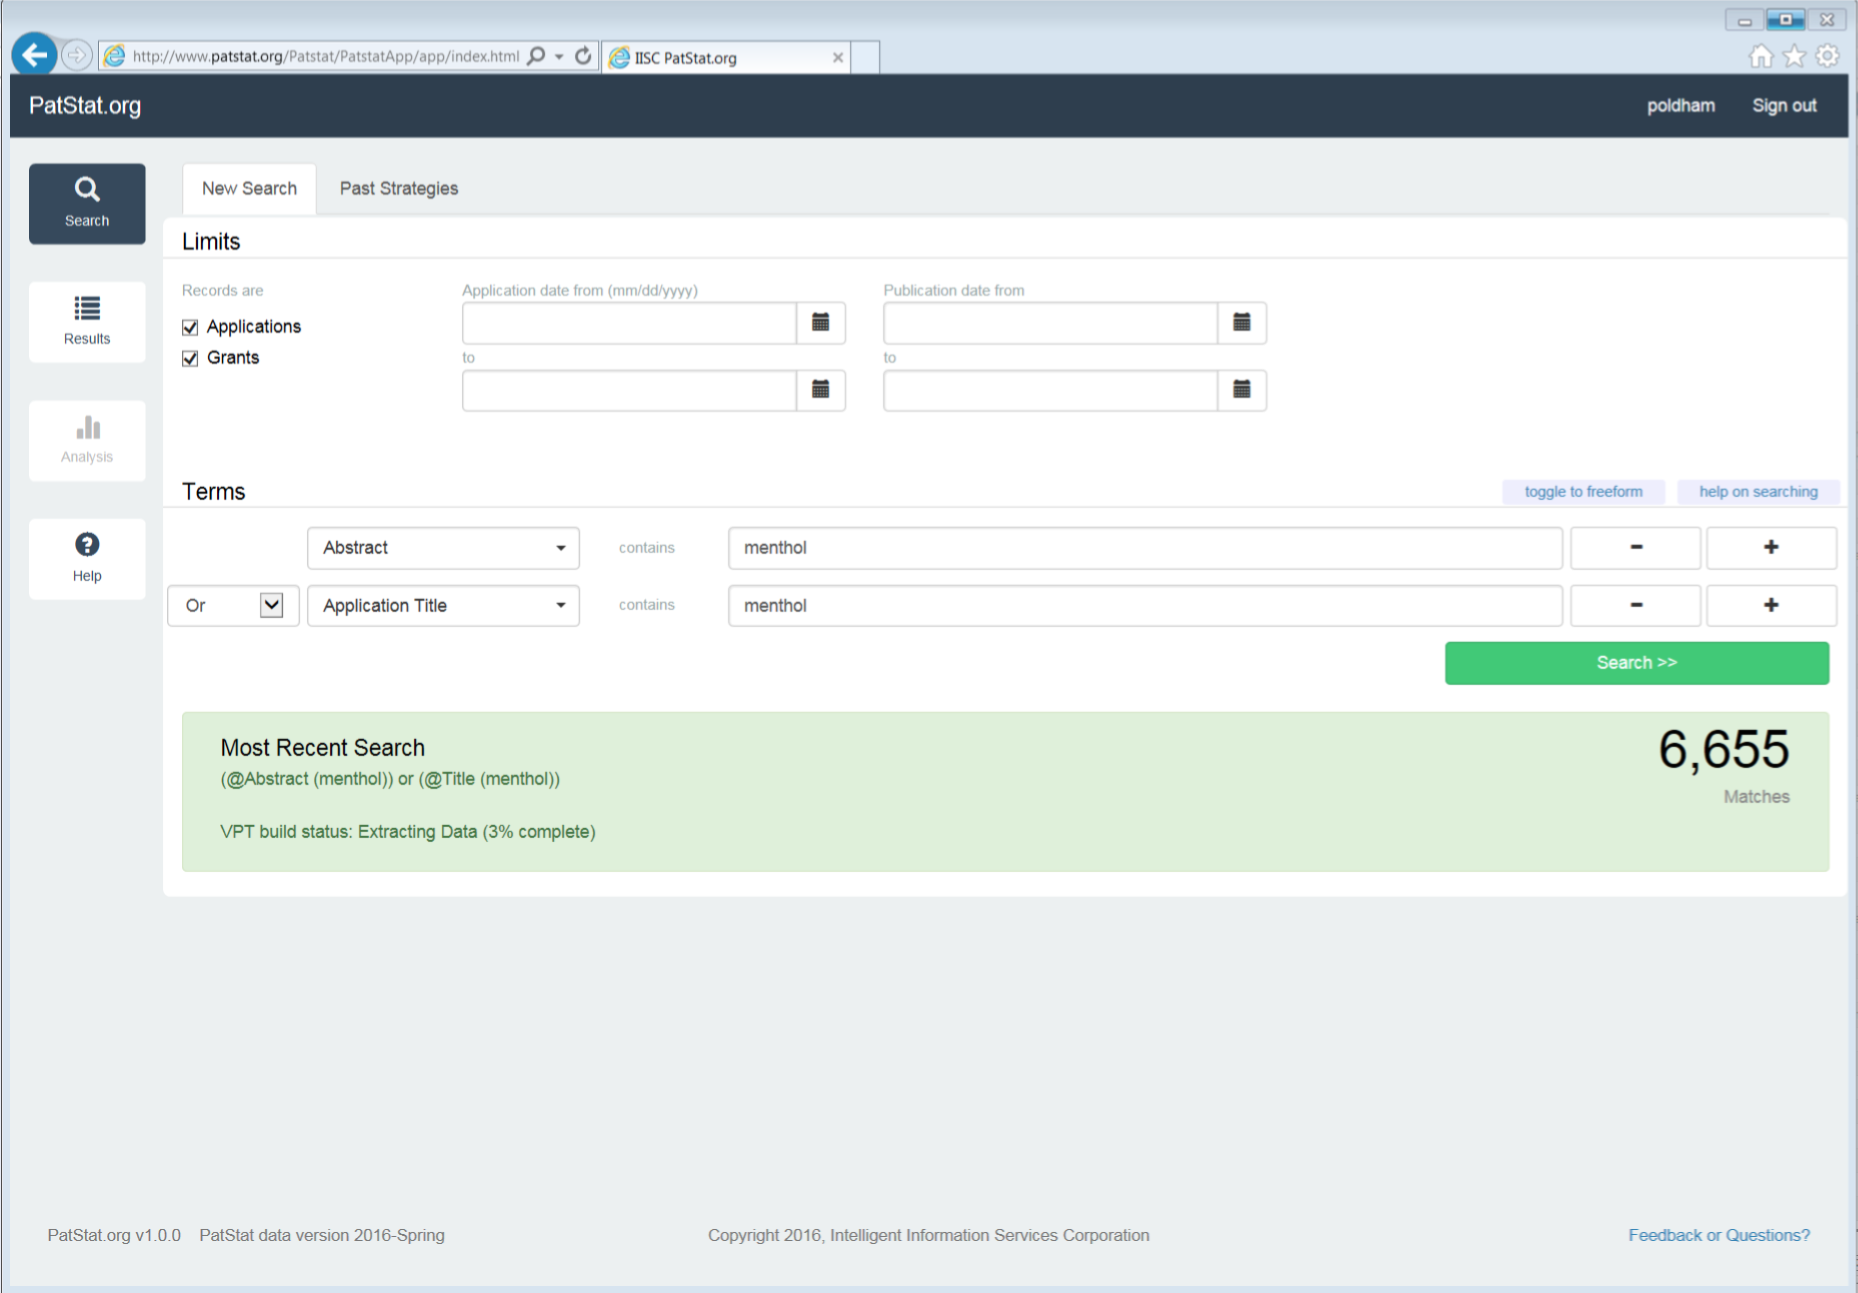 http://www.patstat.org/Patstat/PatstatApp/app/index.html
IISC PatStat.org
PatStat.org
poldham
Sign out
Search
New Search
Past Strategies
Limits
Results
Records are
Application date from (mm/dd/yyyy)
Publication date from
Applications
Grants
to
to
Analysis
Terms
toggle to freeform
help on searching
Help
Abstract
contains
menthol
-
+
Or
Application Title
contains
menthol
-
+
Search >>
Most Recent Search
(@Abstract (menthol)) or (@Title (menthol))
6,655
Matches
VPT build status: Extracting Data (3% complete)
PatStat.org v1.0.0 PatStat data version 2016-Spring
Copyright 2016, Intelligent Information Services Corporation
Feedback or Questions?